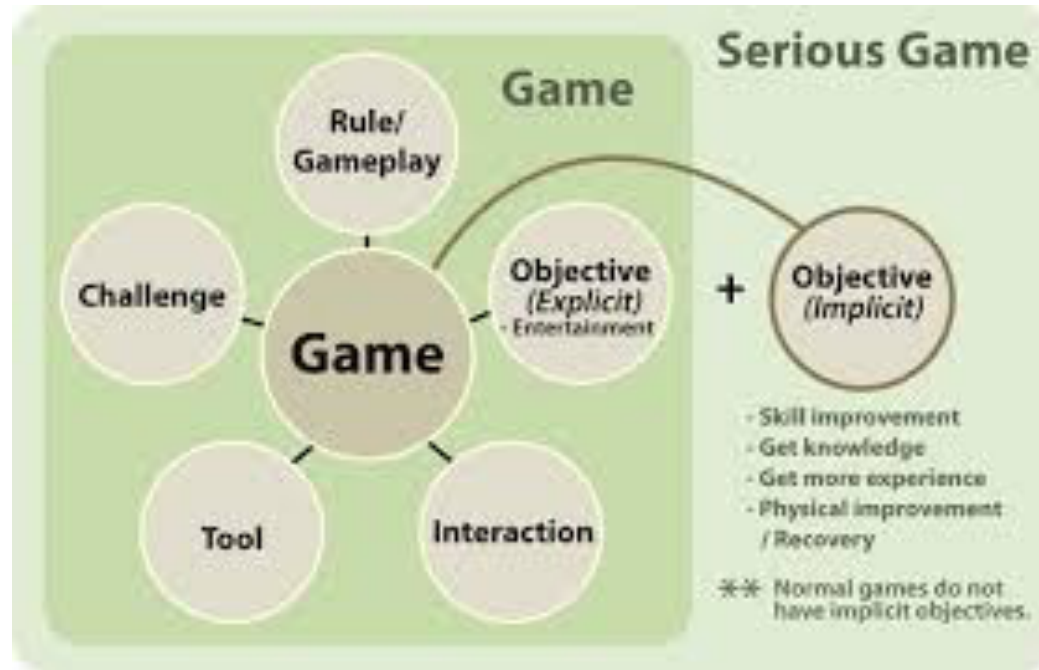 Serious Game
Game
Rule/
Gameplay
Challenge
Objective
(Explicit)
- Entertainment
+
Objective
(Implicit)
Game
Tool
Interaction
- Skill improvement
- Get knowledge
- Get more experience
- Physical improvement
/ Recovery
** Normal games do not
have implicit objectives.